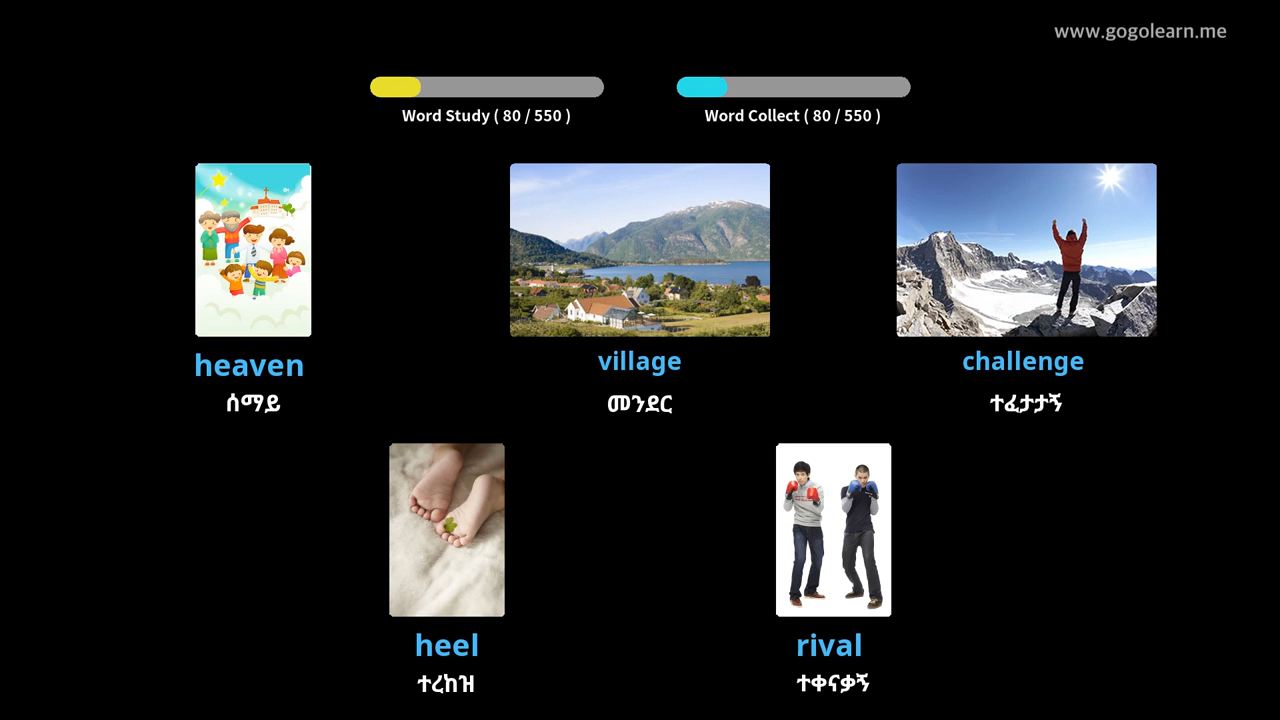 www.gogolearn.me
Word Study ( 80 / 550 )
Word Collect ( 80 / 550 )
heaven
ሰማይ
village
መንደር
challenge
ተፈታታኝ
heel
ተረከዝ
rival
ተቀናቃኝ